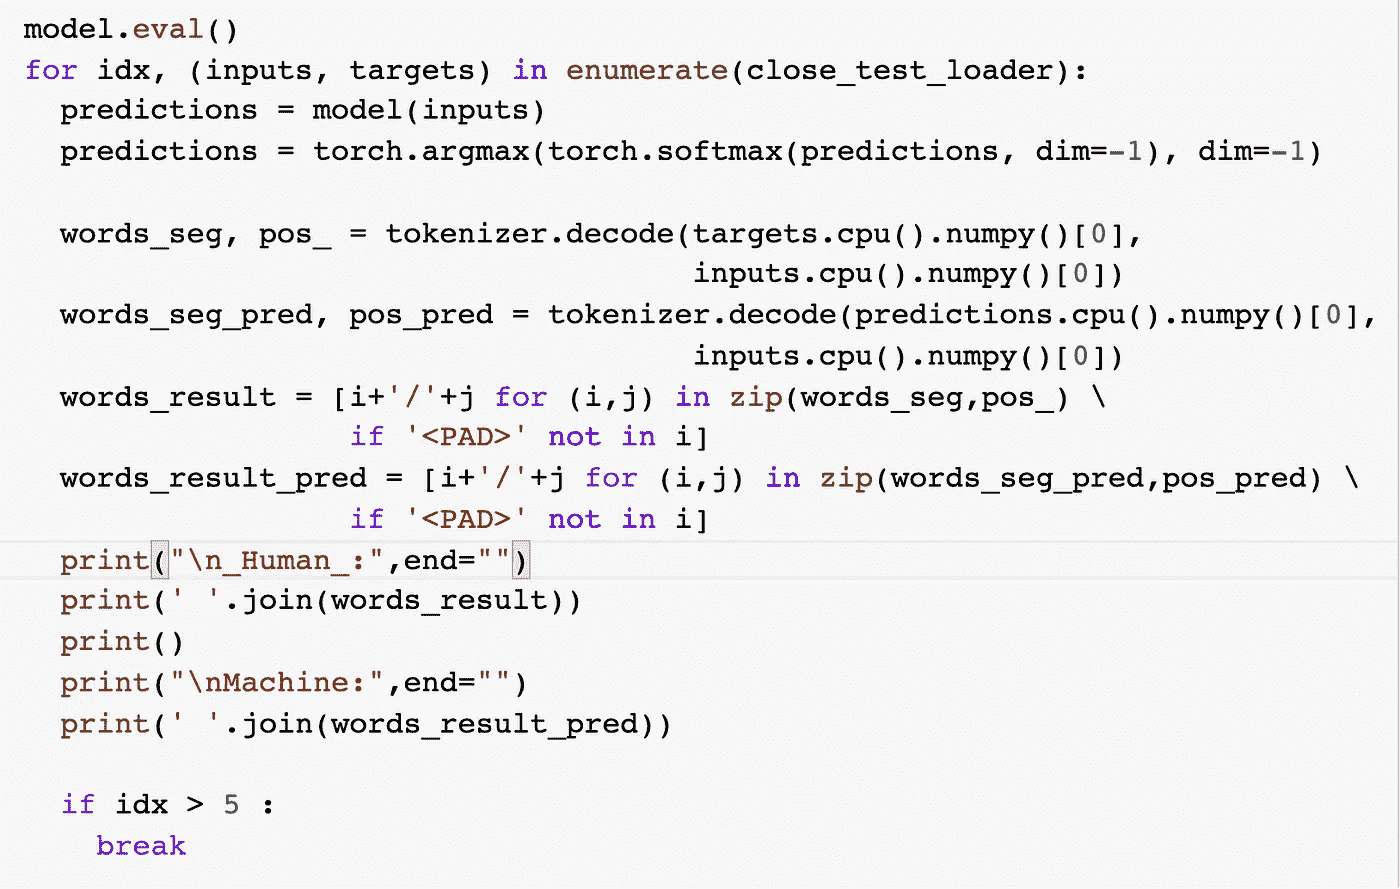 model.eval()
for idx, (inputs, targets) in enumerate(close_test_loader):
  predictions = model(inputs)
  predictions = torch.argmax(torch.softmax(predictions, dim=-1), dim=-1)

  words_seg, pos_ = tokenizer.decode(targets.cpu().numpy()[0],
                                     inputs.cpu().numpy()[0])
  words_seg_pred, pos_pred = tokenizer.decode(predictions.cpu().numpy()[0],
                                     inputs.cpu().numpy()[0])
  words_result = [i+'/'+j for (i,j) in zip(words_seg,pos_) \
                  if '<PAD>' not in i]
  words_result_pred = [i+'/'+j for (i,j) in zip(words_seg_pred,pos_pred) \
                  if '<PAD>' not in i]
  print("\n_Human_:",end="")
  print(' '.join(words_result))
  print()
  print("\nMachine:",end="")
  print(' '.join(words_result_pred))

  if idx > 5 :
    break